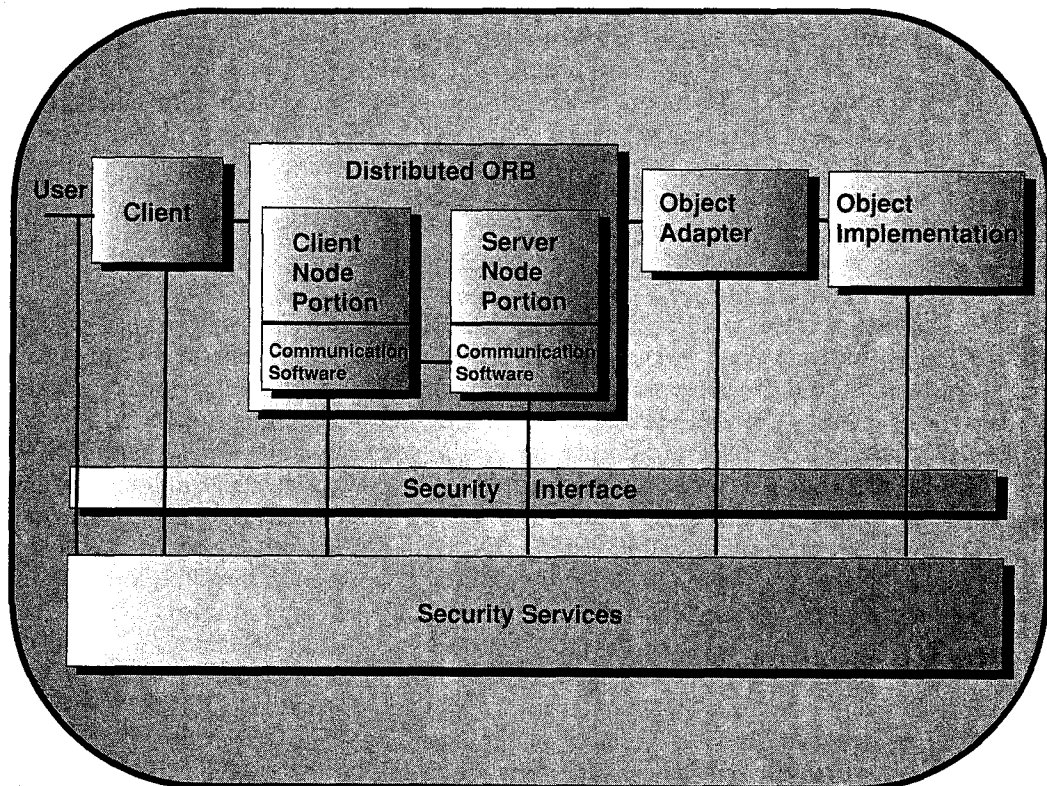 User
Client
Distributed ORB
Client
Node
Portion
Communication
Software
Server
Node
Portion
Communication
Software
Object
Adapter
Object
Implementation
Security Interface
Security Services